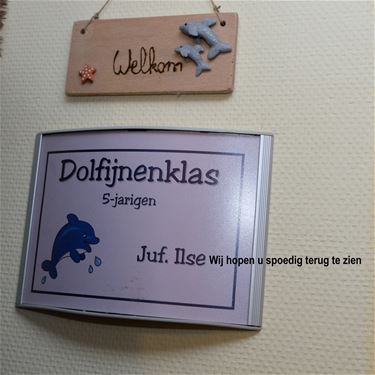 Welkom
Dolfijnenklas
5-jarigen
Juf. Ilse
Wij hopen u spoedig terug te zien